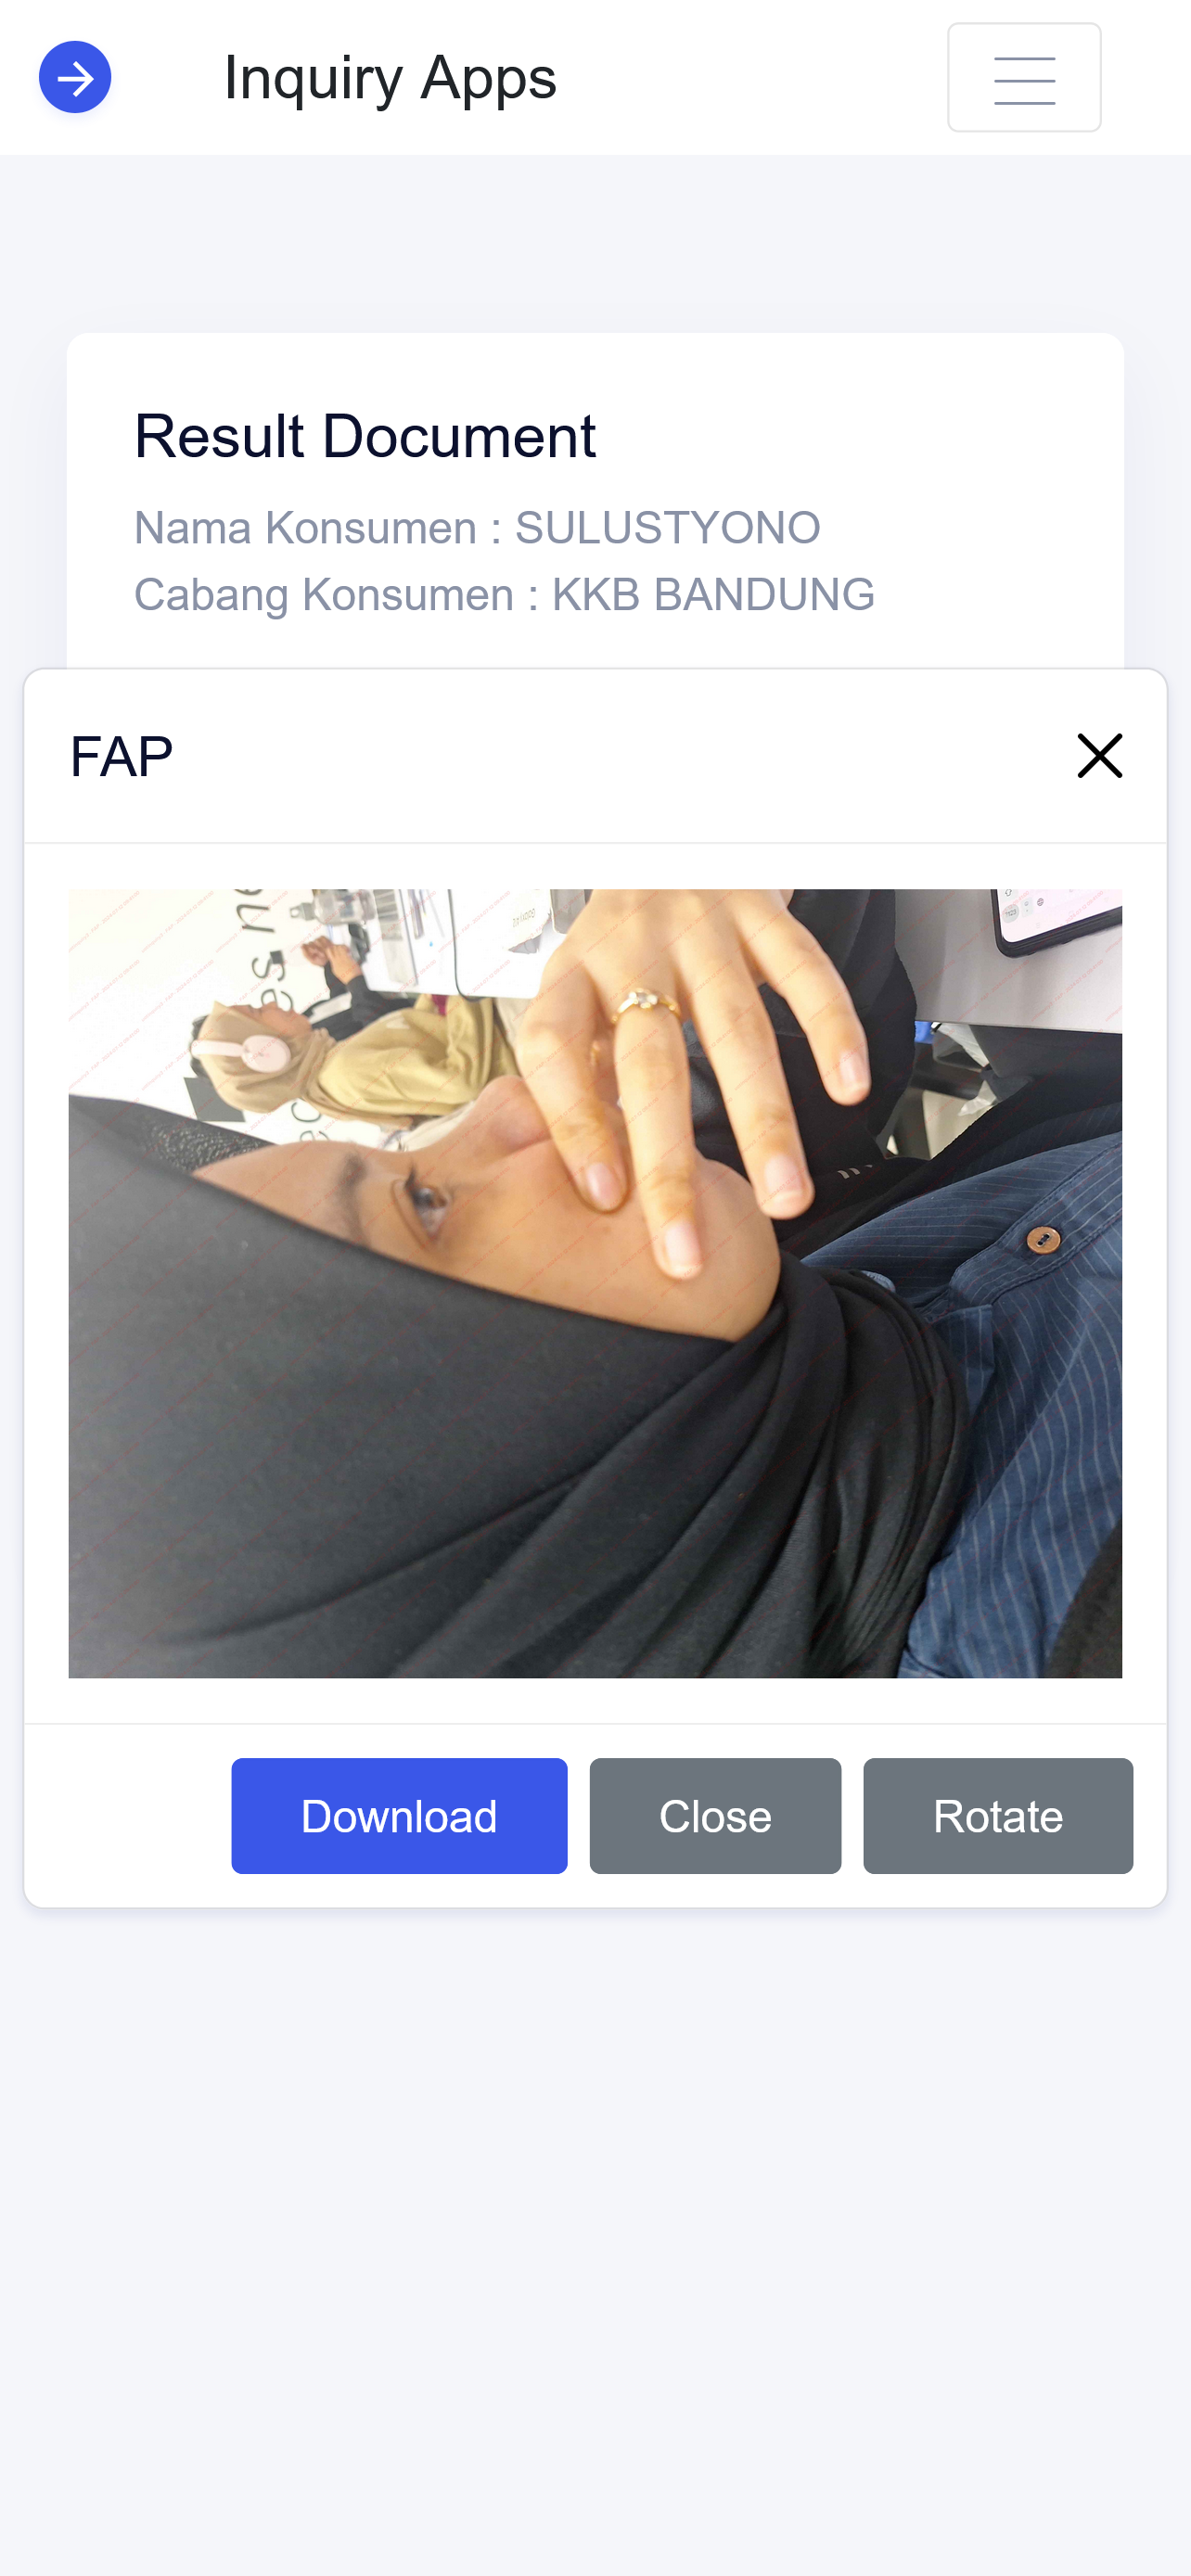 Inquiry Apps
Result Document
Nama Konsumen : SULUSTYONO
Cabang Konsumen : KKB BANDUNG
FAP
Download
Close
Rotate